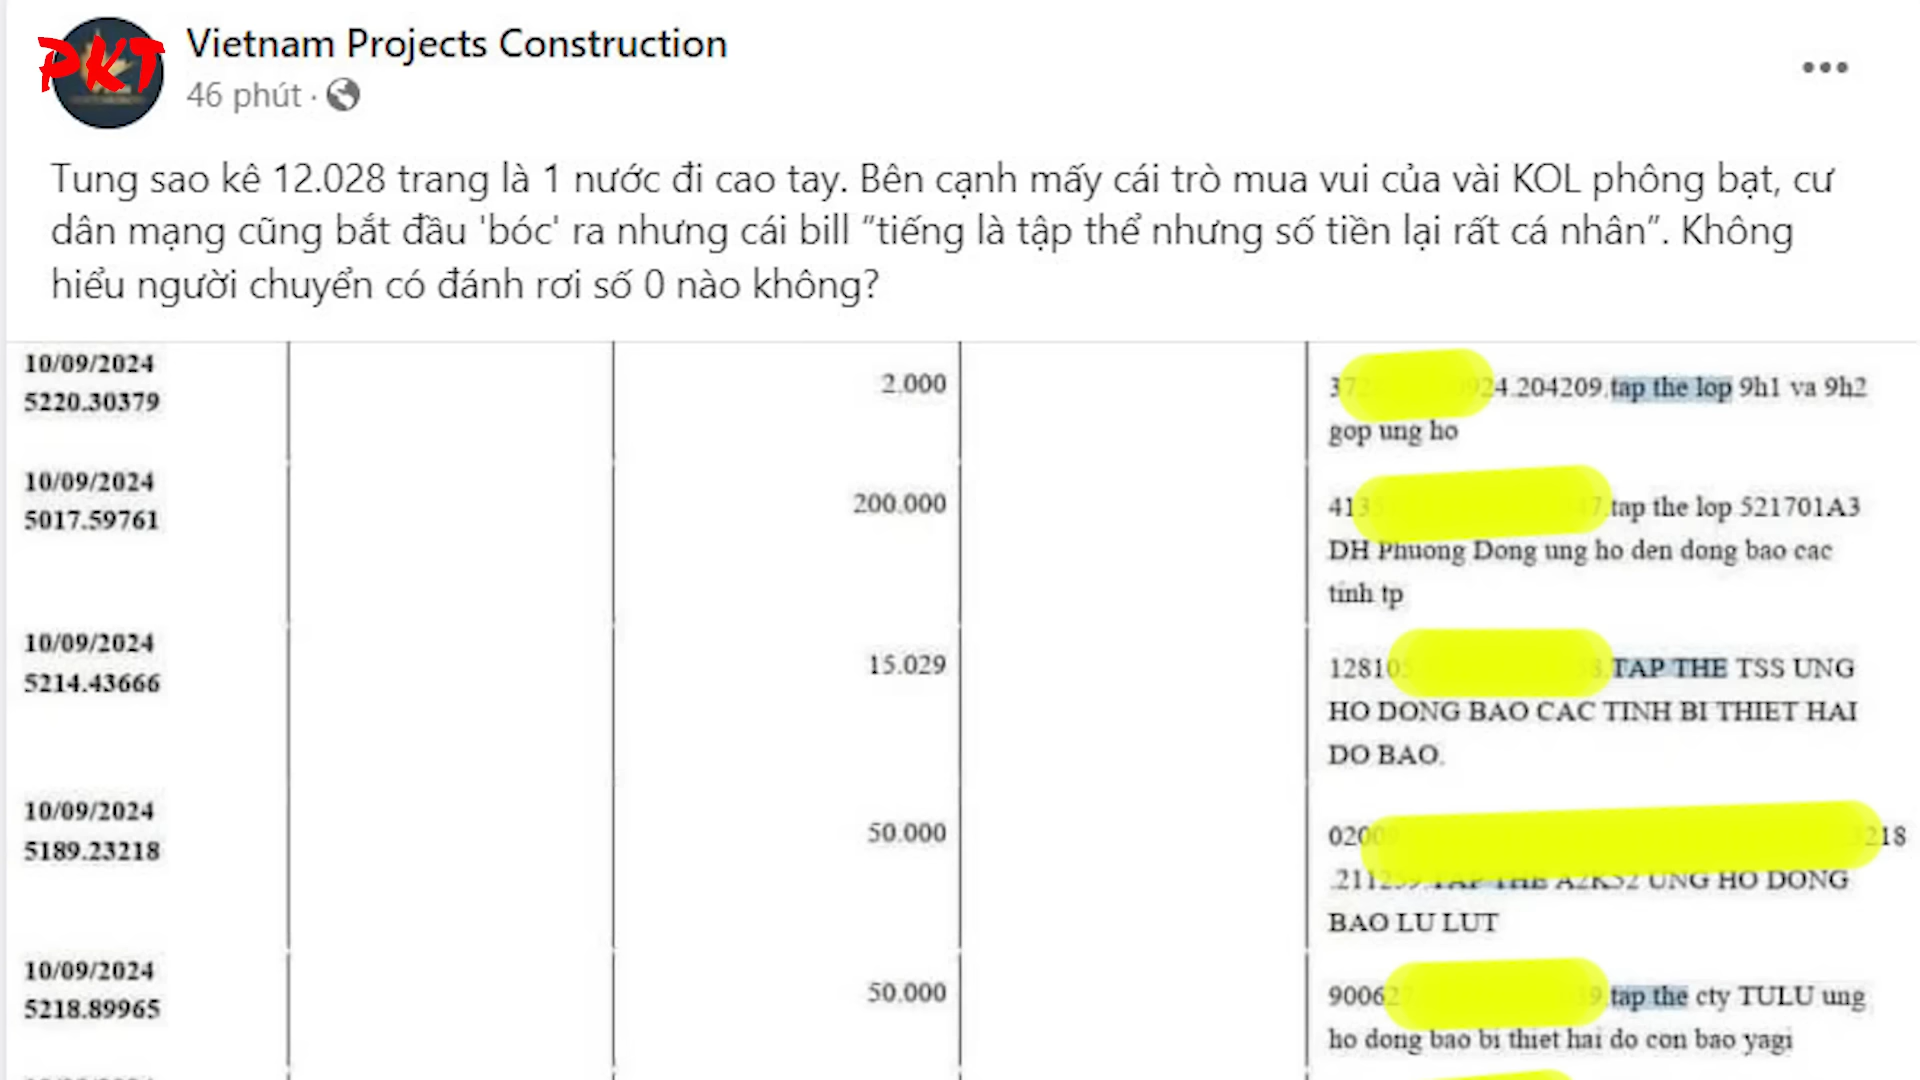 PKT
Vietnam Projects Construction
46 phút ·
Tung sao kê 12.028 trang là 1 nước đi cao tay. Bên cạnh mấy cái trò mua vui của vài KOL phông bạt, cư
dân mạng cũng bắt đầu 'bóc' ra nhưng cái bill “tiếng là tập thể nhưng số tiền lại rất cá nhân”. Không
hiểu người chuyển có đánh rơi số 0 nào không?
10/09/2024
5220.30379
2.000
24.204209.tap the lop 9h1 va 9h2
gop ung ho
10/09/2024
5017.59761
200.000
tap the lop 521701A3
DH Phuong Dong ung ho den dong bao cac
tinh tp
10/09/2024
5214.43666
15.029
TAP THE TSS UNG
HO DONG BAO CAC TINH BI THIET HAI
DO BAO.
10/09/2024
5189.23218
50.000
218
TAP THE A2K52 UNG HO DONG
BAO LU LUT
10/09/2024
5218.89965
50.000
tap the cty TULU ung
ho dong bao bi thiet hai do con bao yagi